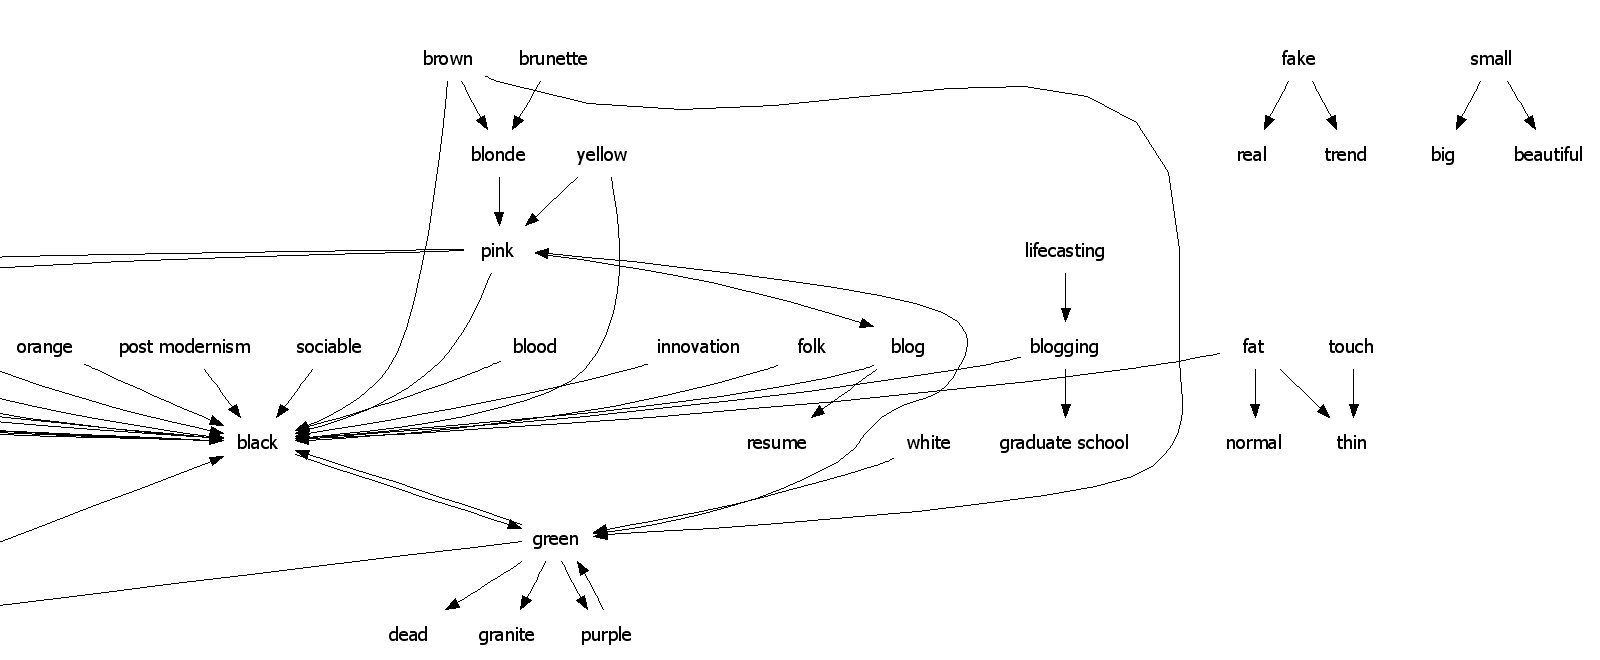 brown brunette fake small
blonde yellow real trend big beautiful
pink lifecasting
orange post modernism sociable blood innovation folk blog blogging fat touch
black resume white graduate school normal thin
green
dead granite purple